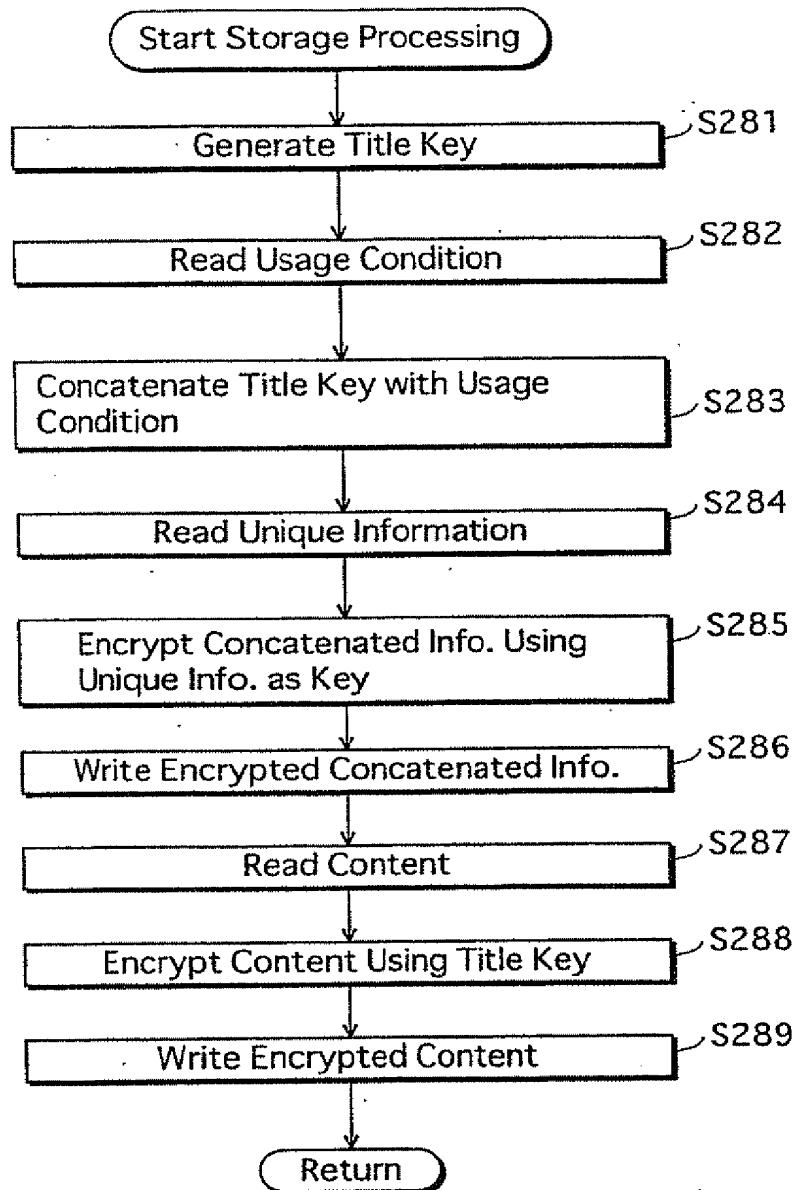 Start Storage Processing
S281
Generate Title Key
S282
Read Usage Condition
Concatenate Title Key with Usage
Condition
S283
S284
Read Unique Information
S285
Encrypt Concatenated Info. Using
Unique Info. as Key
S286
Write Encrypted Concatenated Info.
S287
Read Content
S288
Encrypt Content Using Title Key
S289
Write Encrypted Content
Return